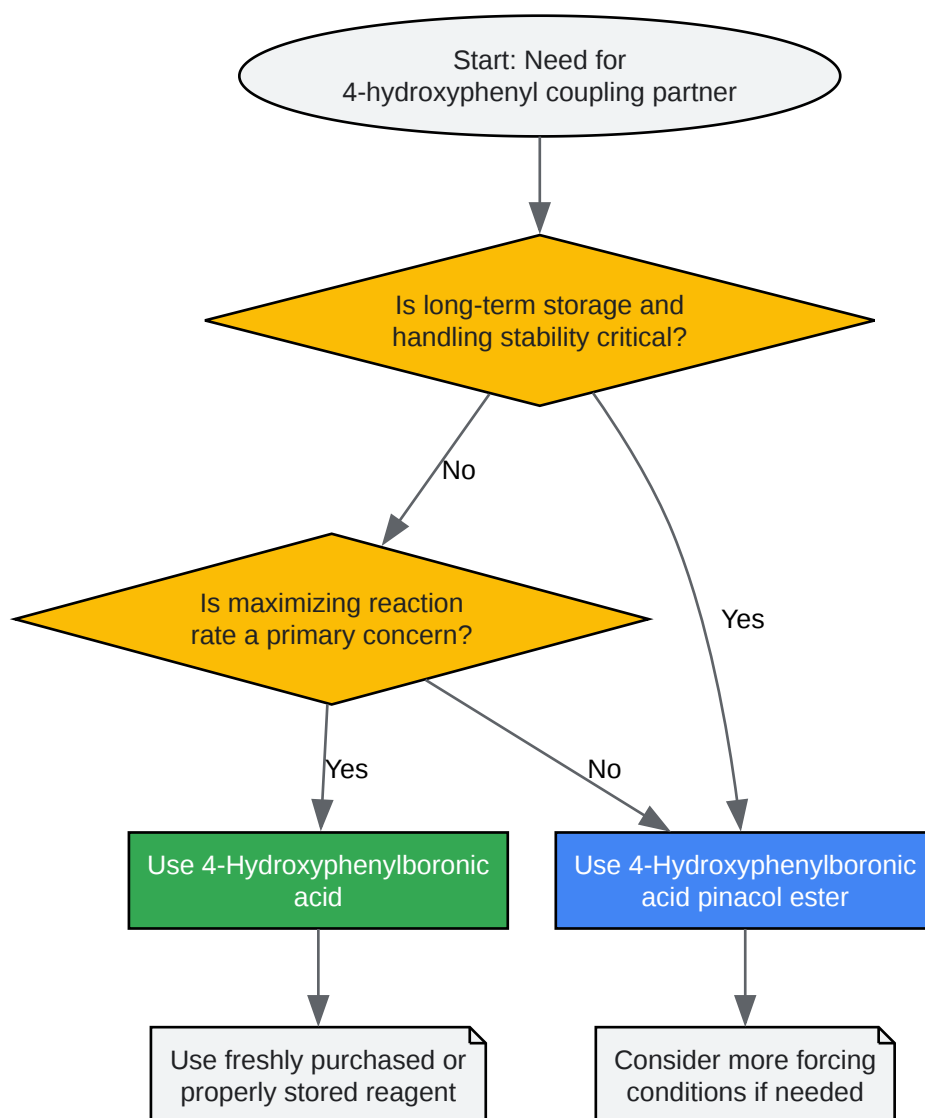 Start: Need for
4-hydroxyphenyl coupling partner
Is long-term storage and
handling stability critical?
No
Is maximizing reaction
rate a primary concern?
Yes
Yes
No
Use 4-Hydroxyphenylboronic
acid
Use 4-Hydroxyphenylboronic
acid pinacol ester
Use freshly purchased or
properly stored reagent
Consider more forcing
conditions if needed